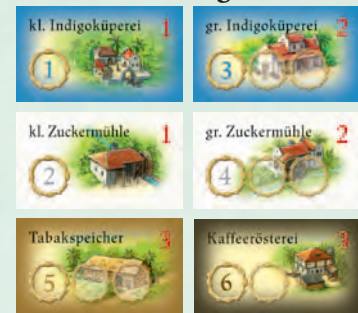 kl. Indigoküperei 1
1
gr. Indigoküperei 2
3
kl. Zuckermühle 1
2
gr. Zuckermühle 2
4
Tabakspeicher 3
5
Kaffeerösterei 3
6